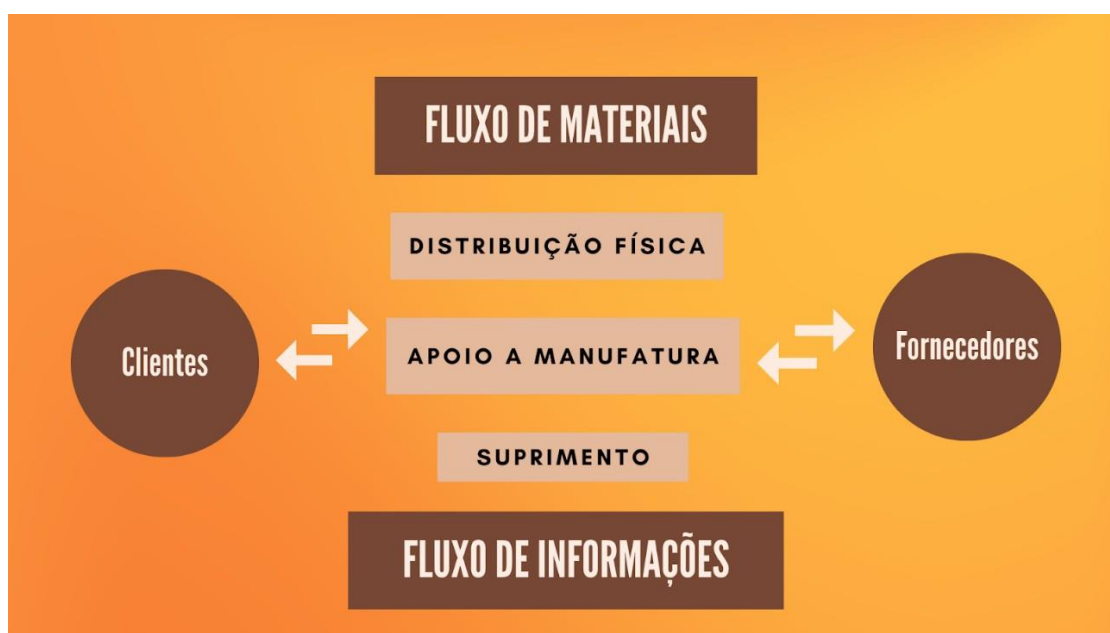 FLUXO DE MATERIAIS
DISTRIBUIÇÃO FÍSICA
Clientes
APOIO A MANUFATURA
Fornecedores
SUPRIMENTO
FLUXO DE INFORMAÇÕES